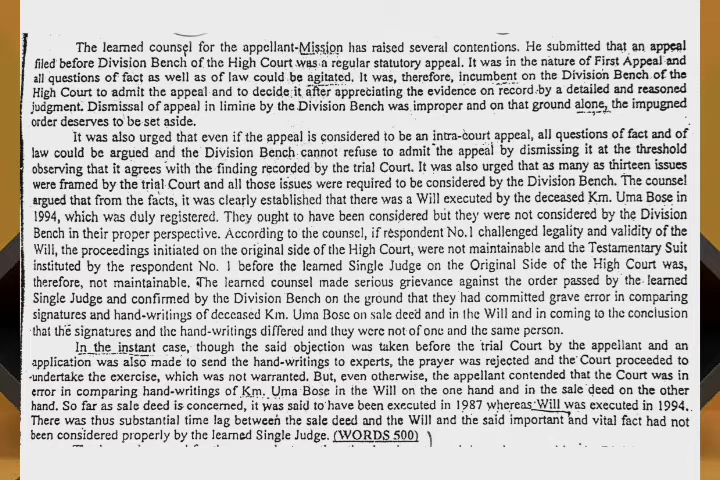 The learned counsel for the appellant-Mission has raised several contentions. He submitted that an appeal
filed before Division Bench of the High Court was a regular statutory appeal. It was in the nature of First Appeal and
all questions of fact as well as of law could be agitated. It was, therefore, incumbent on the Division Bench of the
High Court to admit the appeal and to decide it after appreciating the evidence on record by a detailed and reasoned
judgment. Dismissal of appeal in limine by the Division Bench was improper and on that ground alone, the impugned
order deserves to be set aside.
It was also urged that even if the appeal is considered to be an intra-court appeal, all questions of fact and of
law could be argued and the Division Bench cannot refuse to admit the appeal by dismissing it at the threshold
observing that it agrees with the finding recorded by the trial Court. It was also urged that as many as thirteen issues
were framed by the trial Court and all those issues were required to be considered by the Division Bench. The counsel
argued that from the facts, it was clearly established that there was a Will executed by the deceased Km. Uma Bose in
1994, which was duly registered. They ought to have been considered but they were not considered by the Division
Bench in their proper perspective. According to the counsel, if respondent No.1 challenged legality and validity of the
Will, the proceedings initiated on the original side of the High Court, were not maintainable and the Testamentary Suit
instituted by the respondent No. 1 before the learned Single Judge on the Original Side of the High Court was,
therefore, not maintainable. The learned counsel made serious grievance against the order passed by the learned
Single Judge and confirmed by the Division Bench on the ground that they had committed grave error in comparing
signatures and hand-writings of deceased Km. Uma Bose on sale deed and in the Will and in coming to the conclusion
that the signatures and the hand-writings differed and they were not of one and the same person.
In the instant case, though the said objection was taken before the trial Court by the appellant and an
application was also made to send the hand-writings to experts, the prayer was rejected and the Court proceeded to
undertake the exercise, which was not warranted. But, even otherwise, the appellant contended that the Court was in
error in comparing hand-writings of Km. Uma Bose in the Will on the one hand and in the sale deed on the other
hand. So far as sale deed is concerned, it was said to have been executed in 1987 whereas Will was executed in 1994.
There was thus substantial time lag between the sale deed and the Will and the said important and vital fact had not
been considered properly by the learned Single Judge. (WORDS 500)